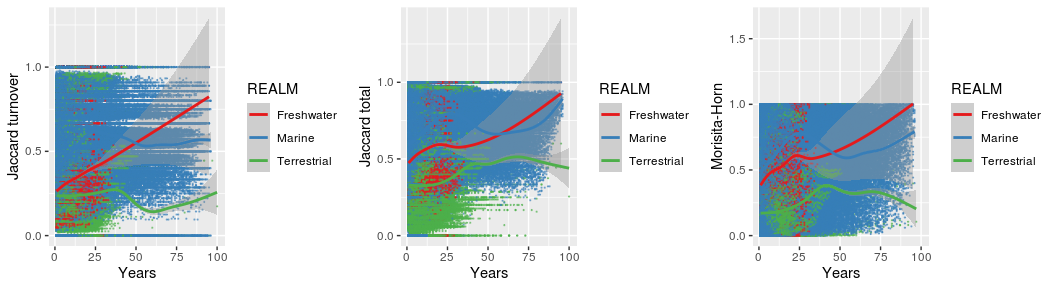 Jaccard turnover
1.0
0.5
0.0
0 25 50 75 100
Years
REALM
Freshwater
Marine
Terrestrial
Jaccard total
1.0
0.5
0.0
0 25 50 75 100
Years
REALM
Freshwater
Marine
Terrestrial
Morisita-Horn
1.5
1.0
0.5
0.0
0 25 50 75 100
Years
REALM
Freshwater
Marine
Terrestrial